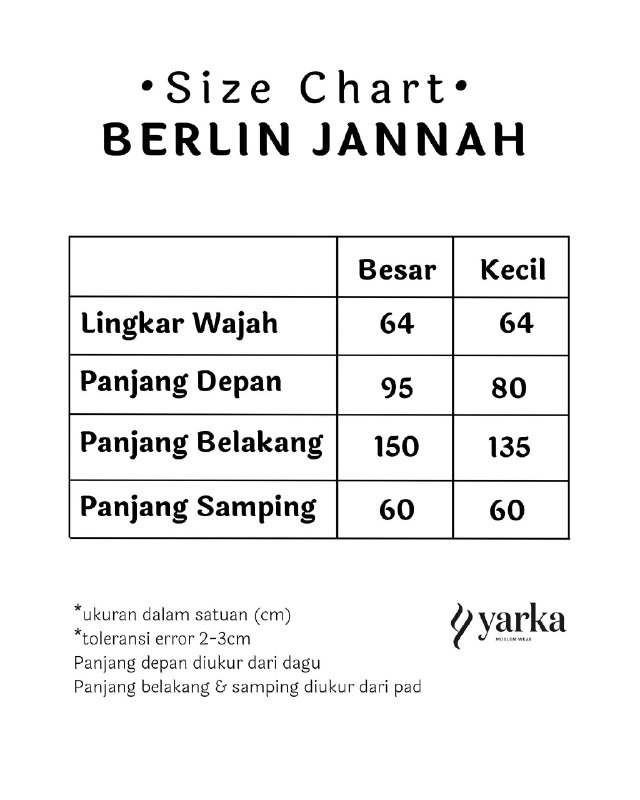 •Size Chart•
BERLIN JANNAH
Besar Kecil
Lingkar Wajah 64 64
Panjang Depan 95 80
Panjang Belakang 150 135
Panjang Samping 60 60
*ukuran dalam satuan (cm)
*toleransi error 2-3cm
Panjang depan diukur dari dagu
Panjang belakang & samping diukur dari pad
yarka
MOSLEM WEAR